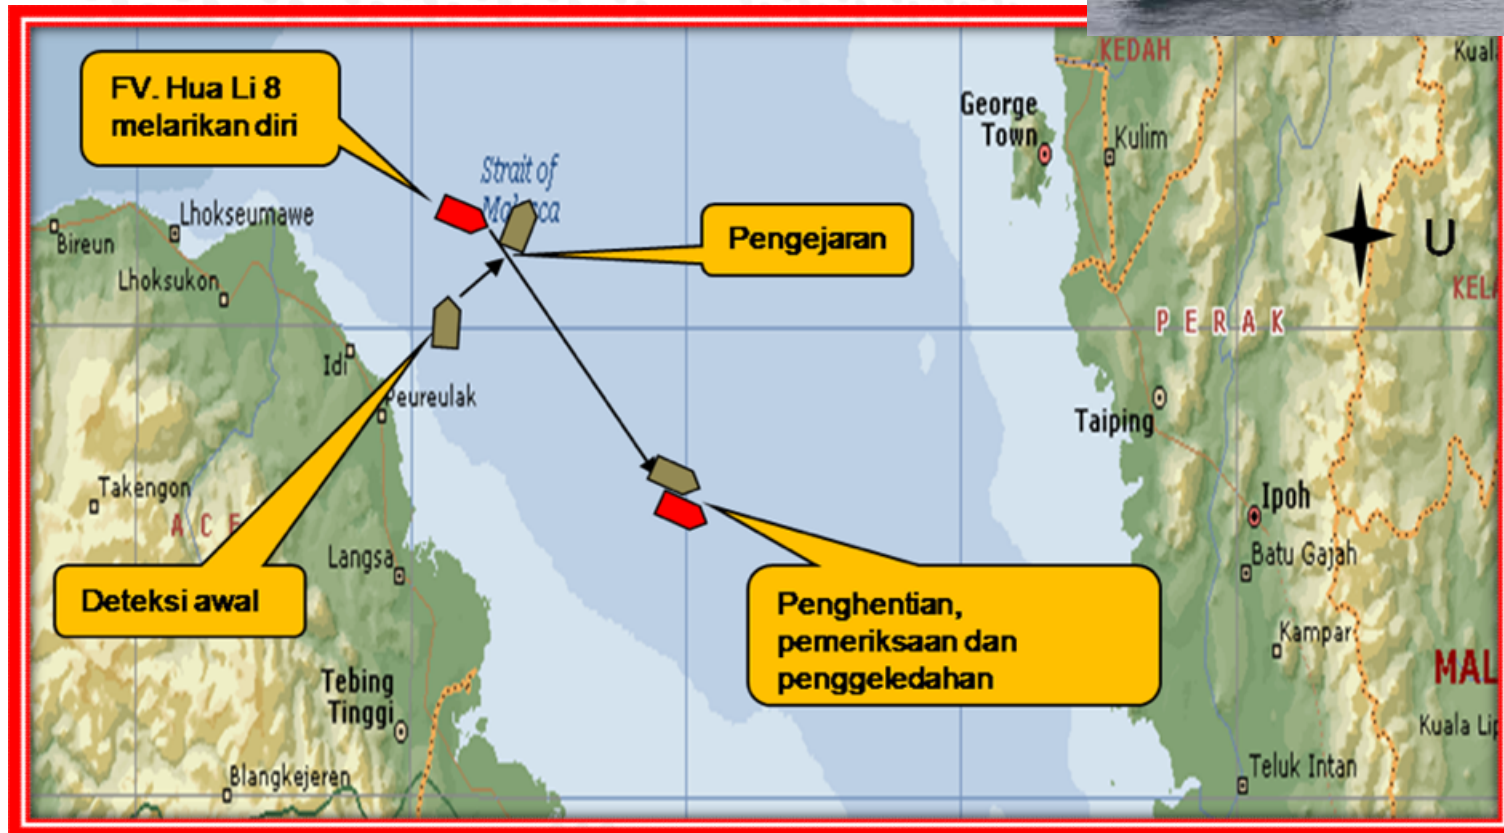 FV. Hua Li 8
melarikan diri
KEDAH
George
Town
Kulim
Strait of
Bireun
Lhokseumawe
Pengejaran
U
Lhoksukon
PERAK
Idi
Peureulak
Taiping
Takengon
Ipoh
Langsa
Batu Gajah
Deteksi awal
Penghentian,
pemeriksaan dan
penggeledahan
Kampar
Tebing
Tinggi
Blangkejeren
Teluk Intan